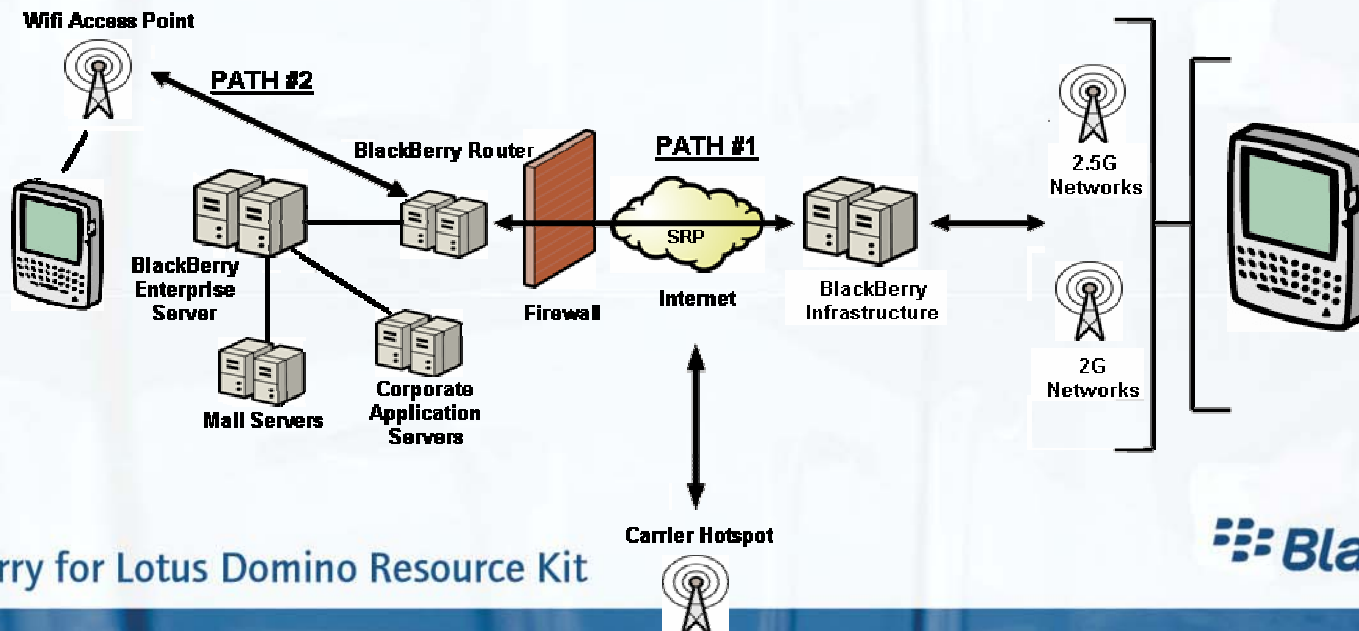 Wifi Access Point
PATH #2
BlackBerry Router
PATH #1
2.5G
Networks
SRP
BlackBerry
Enterprise
Server
Firewall
Internet
BlackBerry
Infrastructure
2G
Networks
Mail Servers
Corporate
Application
Servers
Carrier Hotspot
rry for Lotus Domino Resource Kit
Bla